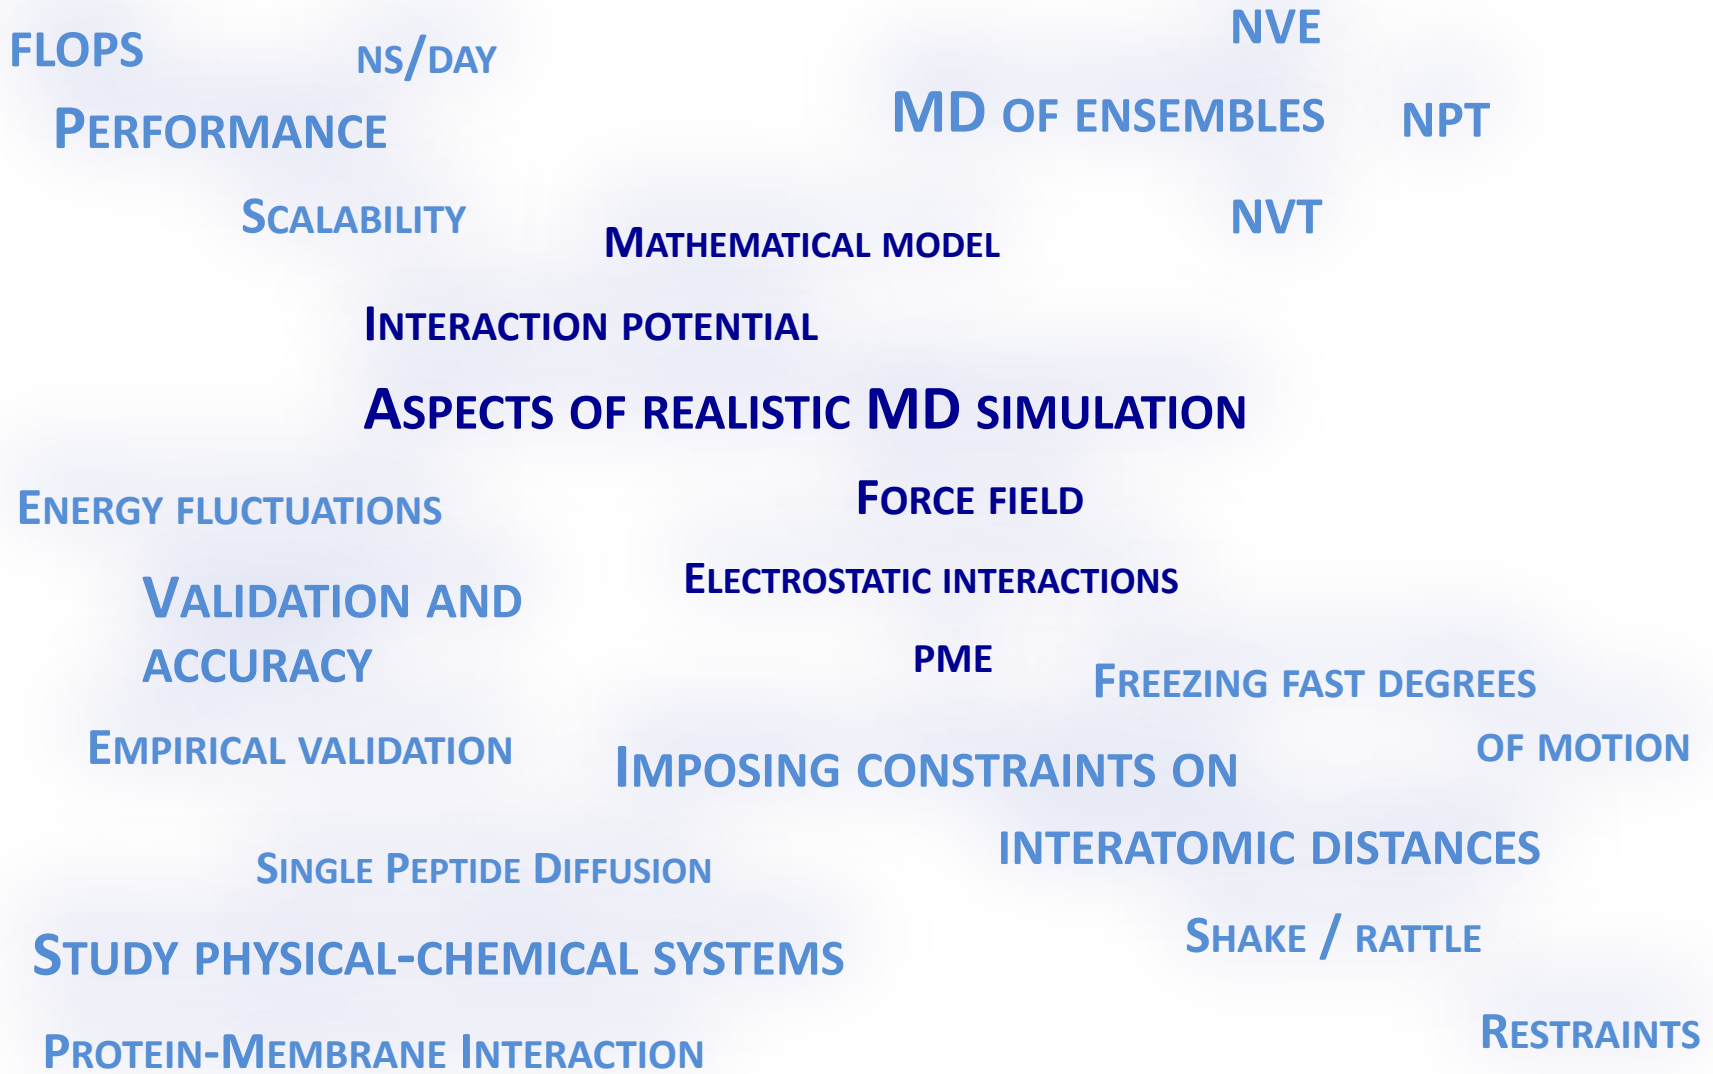 FLOPS
NS/DAY
PERFORMANCE
SCALABILITY
NVE
MD OF ENSEMBLES
NPT
NVT
MATHEMATICAL MODEL
INTERACTION POTENTIAL
ASPECTS OF REALISTIC MD SIMULATION
FORCE FIELD
ELECTROSTATIC INTERACTIONS
PME
ENERGY FLUCTUATIONS
VALIDATION AND
ACCURACY
EMPIRICAL VALIDATION
FREEZING FAST DEGREES
OF MOTION
IMPOSING CONSTRAINTS ON
INTERATOMIC DISTANCES
SHAKE / RATTLE
RESTRAINTS
SINGLE PEPTIDE DIFFUSION
STUDY PHYSICAL-CHEMICAL SYSTEMS
PROTEIN-MEMBRANE INTERACTION